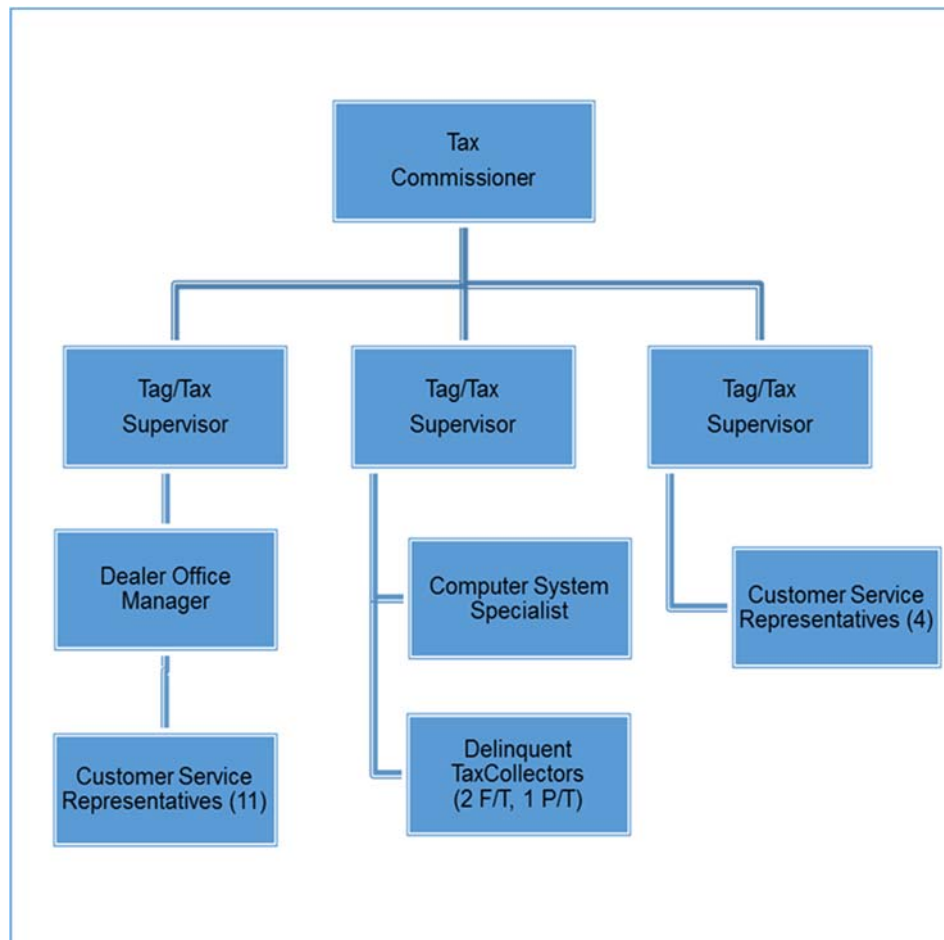 Tax
Commissioner
Tag/Tax
Supervisor
Tag/Tax
Supervisor
Tag/Tax
Supervisor
Dealer Office
Manager
Computer System
Specialist
Customer Service
Representatives (4)
Customer Service
Representatives (11)
Delinquent
TaxCollectors
(2 F/T, 1 P/T)